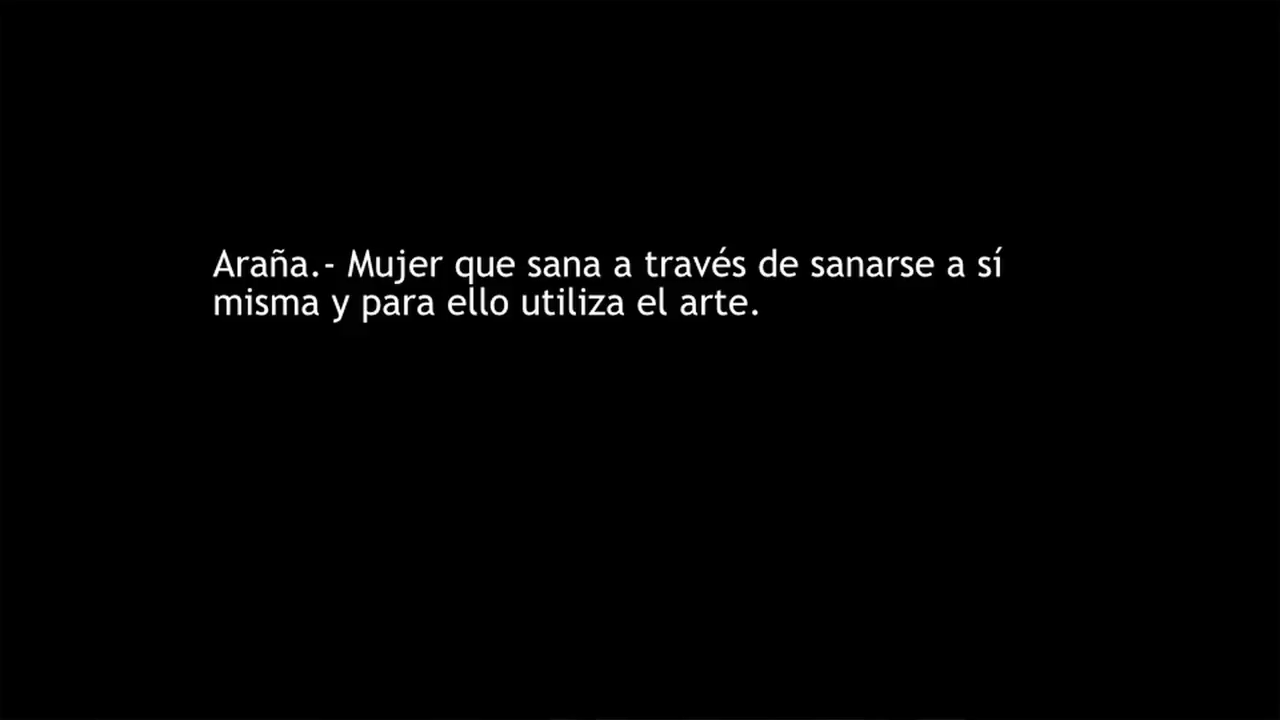 Araña.- Mujer que sana a través de sanarse a sí
misma y para ello utiliza el arte.